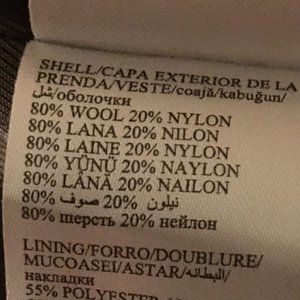 SHELL/CAPA EXTERIOR DE LA
PRENDA/VESTE/coajă/kabuğun/
شل/оболочки
80% WOOL 20% NYLON
80% LANA 20% NILON
80% LAINE 20% NYLON
80% YÜNÜ 20% NAYLON
80% LÂNĂ 20% NAILON
80% صوف 20% نيلون
80% шерсть 20% нейлон
LINING/FORRO/DOUBLURE/
MUCOASEI/ASTAR/البطانه/
накладки
55% POLYESTER